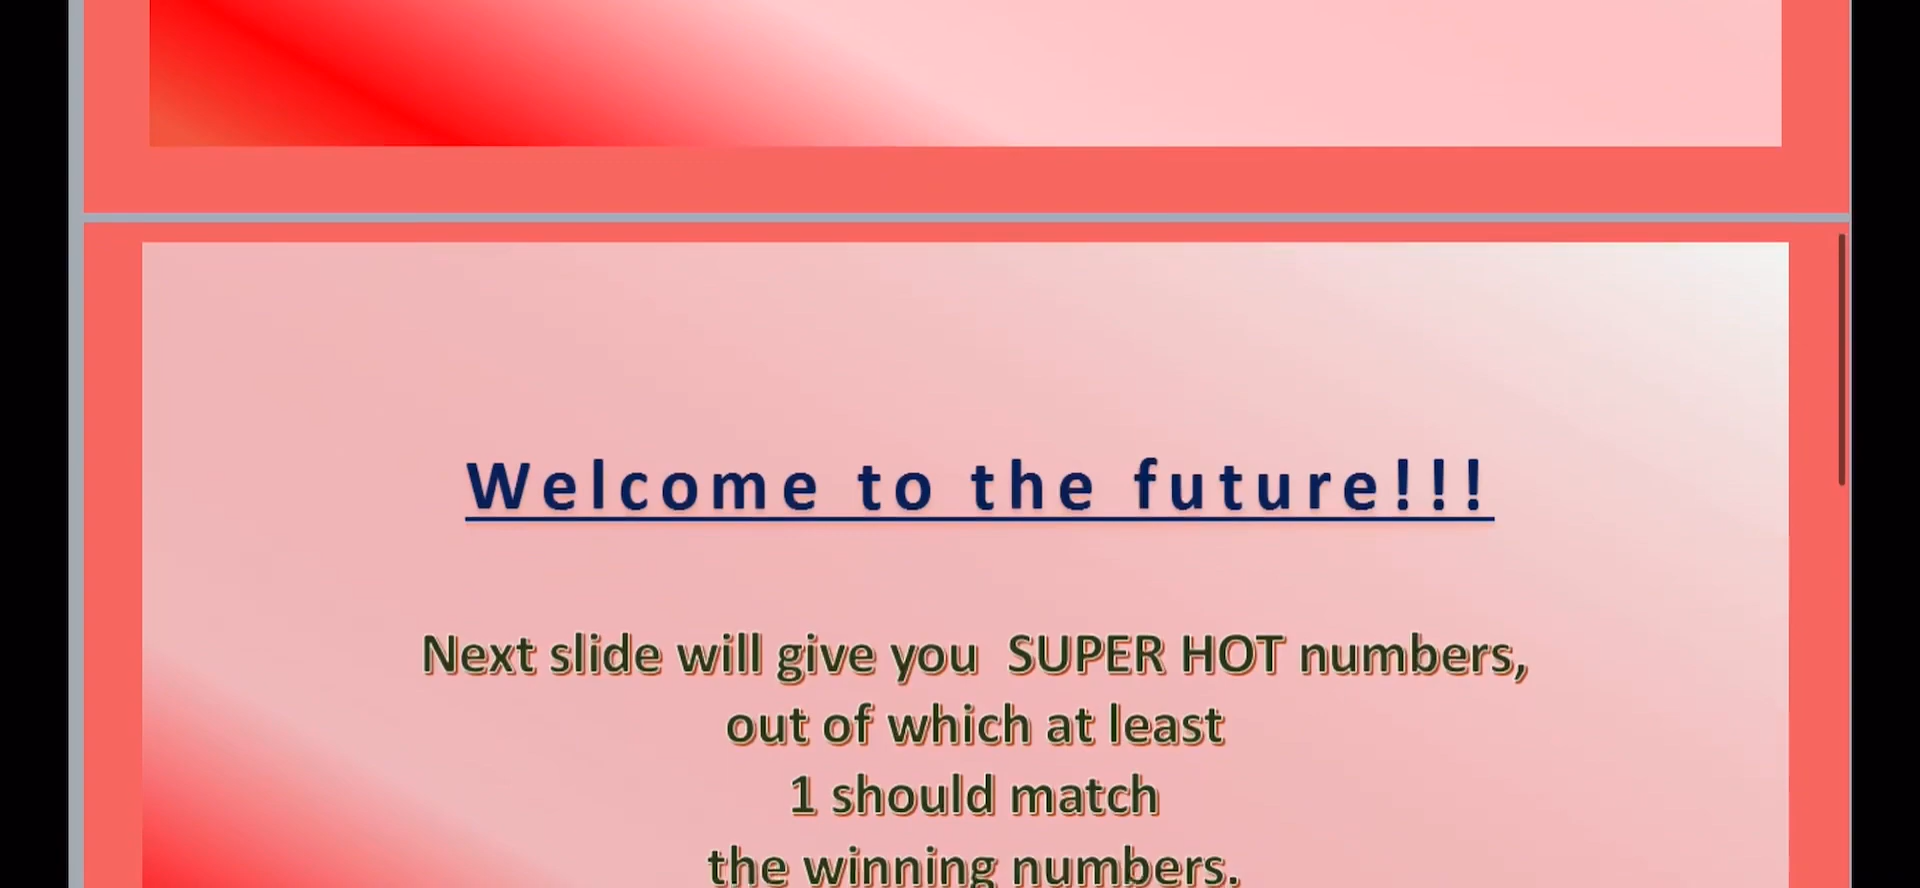 Welcome to the future!!!
Next slide will give you  SUPER HOT numbers,
out of which at least
1 should match
the winning numbers.